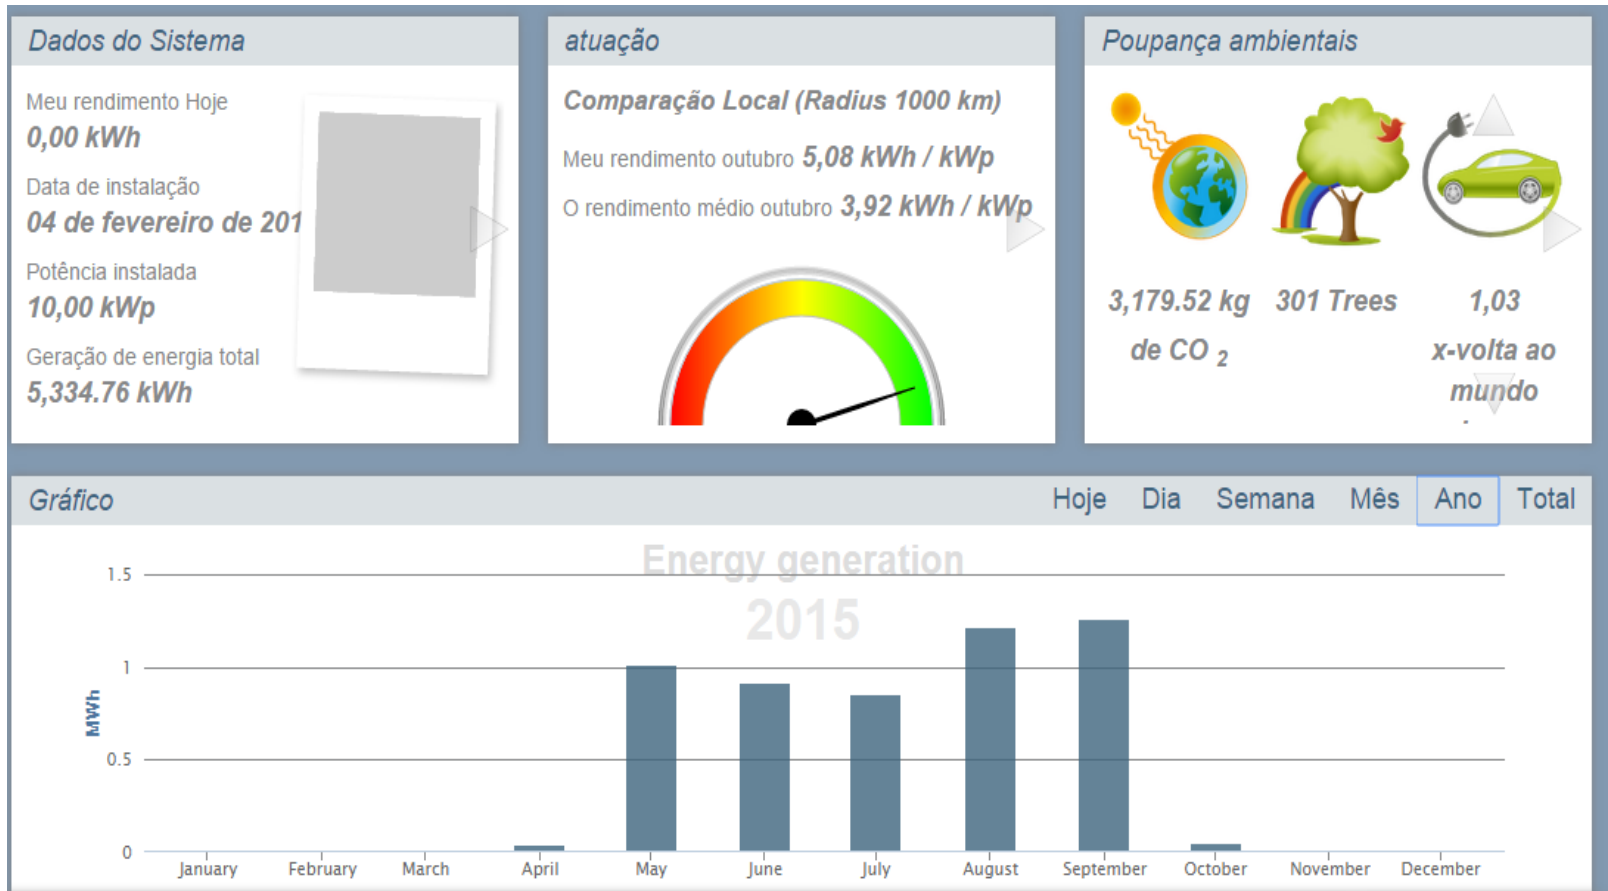 Dados do Sistema
Meu rendimento Hoje
0,00 kWh
Data de instalação
04 de fevereiro de 201
Potência instalada
10,00 kWp
Geração de energia total
5,334.76 kWh
atuação
Comparação Local (Radius 1000 km)
Meu rendimento outubro 5,08 kWh / kWp
O rendimento médio outubro 3,92 kWh / kWp
Poupança ambientais
3,179.52 kg
de CO 2
301 Trees
1,03
x-volta ao
mundo
Gráfico
Hoje Dia Semana Mês Ano Total
Energy generation
2015
MWh
1.5
1
0.5
0
January February March April May June July August September October November December